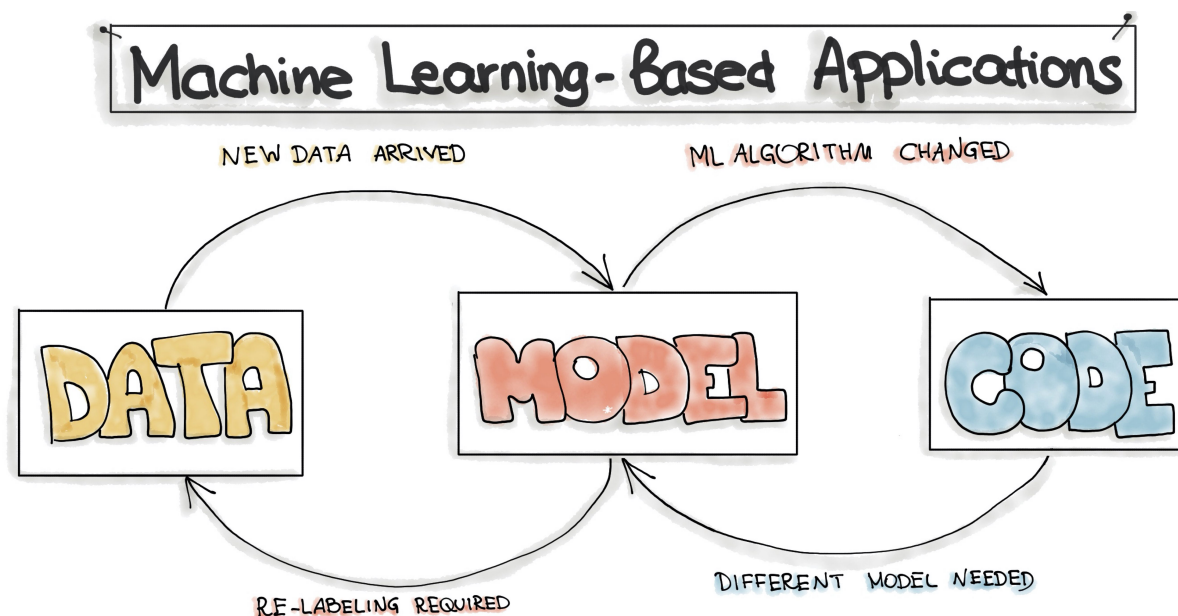 Machine Learning-Based Applications
NEW DATA ARRIVED
ML ALGORITHM CHANGED
DATA
MODEL
CODE
RE-LABELING REQUIRED
DIFFERENT MODEL NEEDED